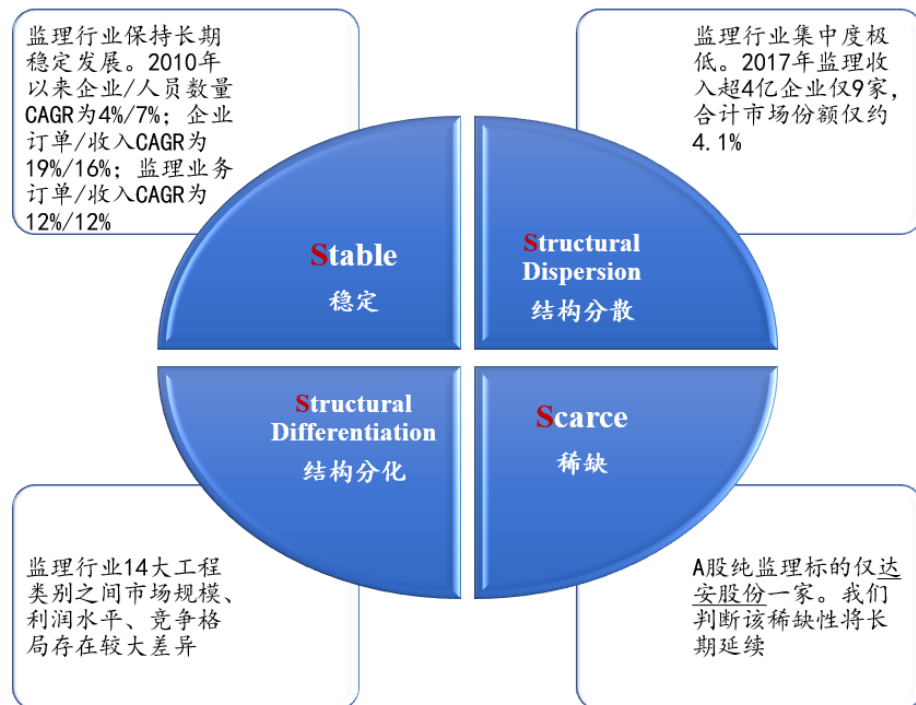 监理行业保持长期
稳定发展。2010年
以来企业/人员数量
CAGR为4%/7%；企业
订单/收入CAGR为
19%/16%；监理业务
订单/收入CAGR为
12%/12%
监理行业集中度极
低。2017年监理收
入超4亿企业仅9家，
合计市场份额仅约
4.1%
Stable
稳定
Structural
Dispersion
结构分散
Structural
Differentiation
结构分化
Scarce
稀缺
监理行业14大工程
类别之间市场规模、
利润水平、竞争格
局存在较大差异
A股纯监理标的仅达
安股份一家。我们
判断该稀缺性将长
期延续